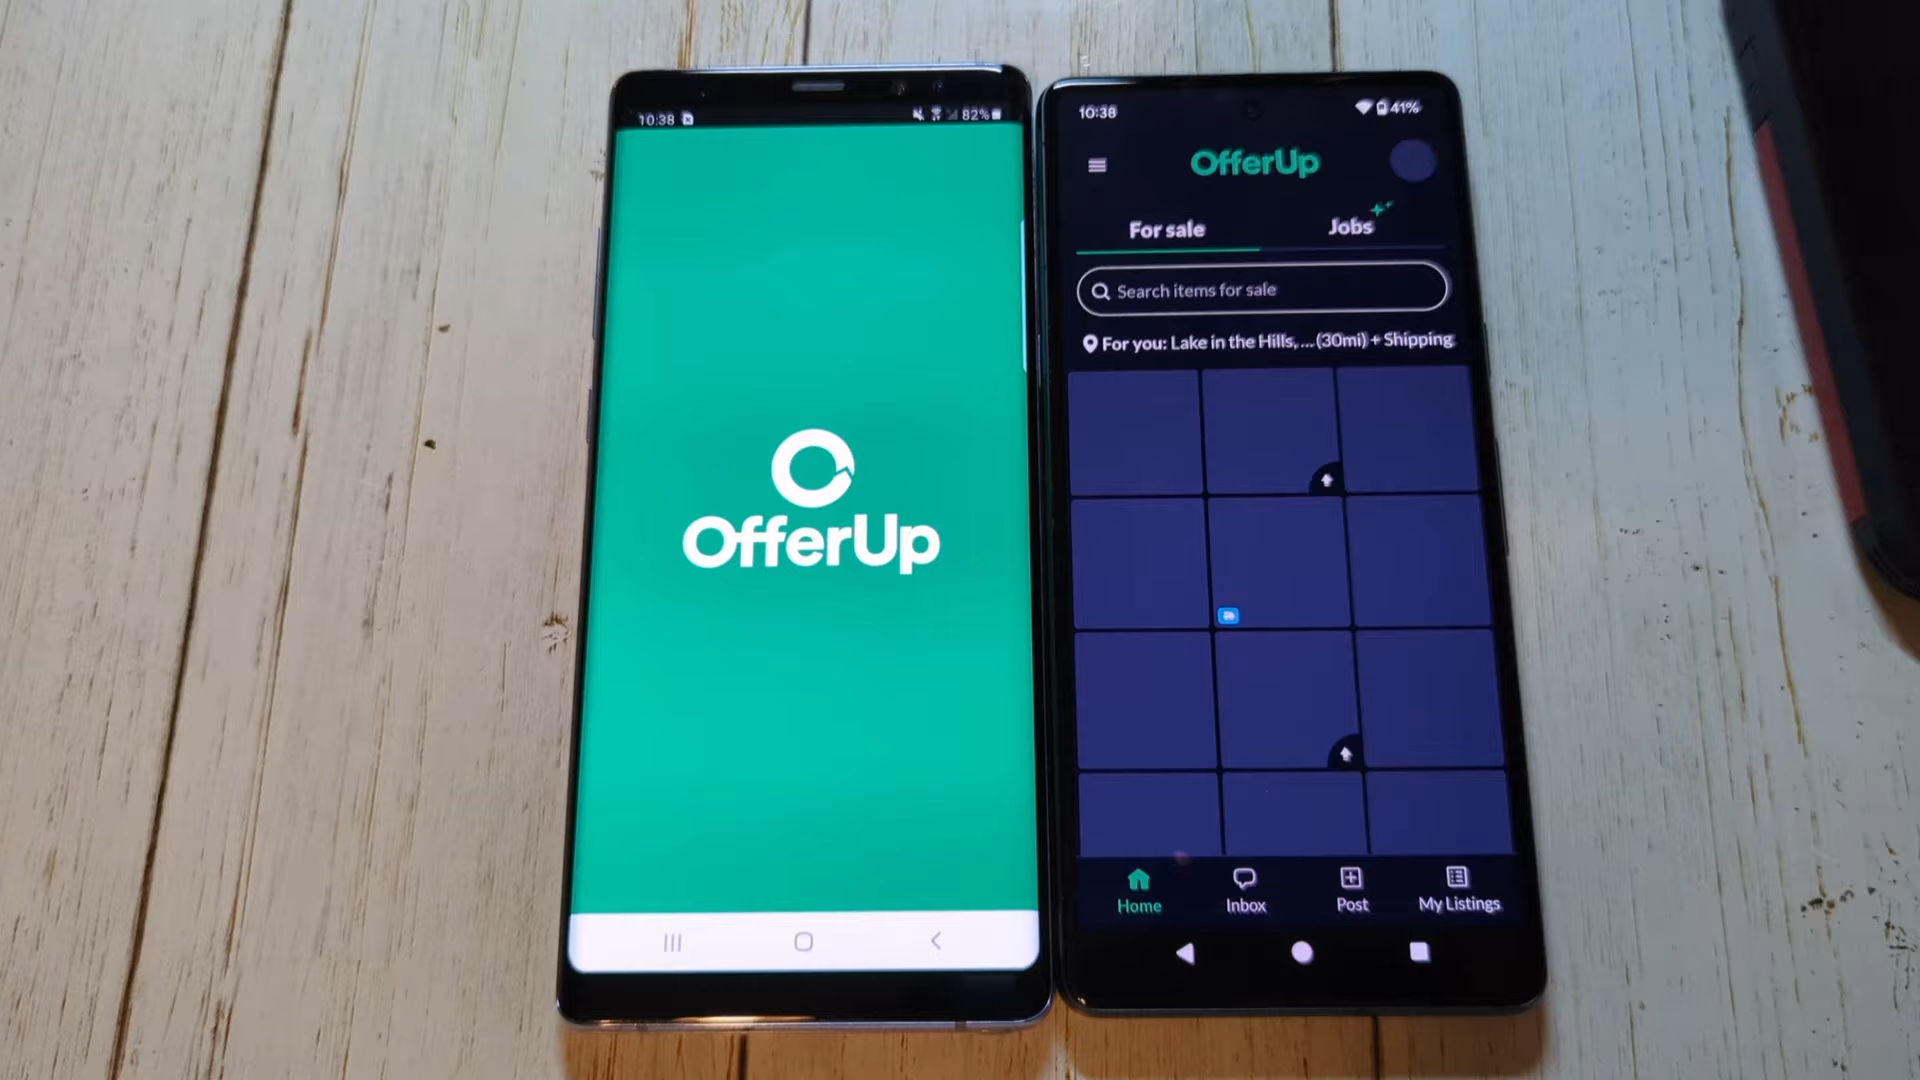 10:38
82%
OfferUp
10:38
41%
OfferUp
For sale
Jobs
Search items for sale
For you: Lake in the Hills, ... (30mi) + Shipping
Home
Inbox
Post
My Listings